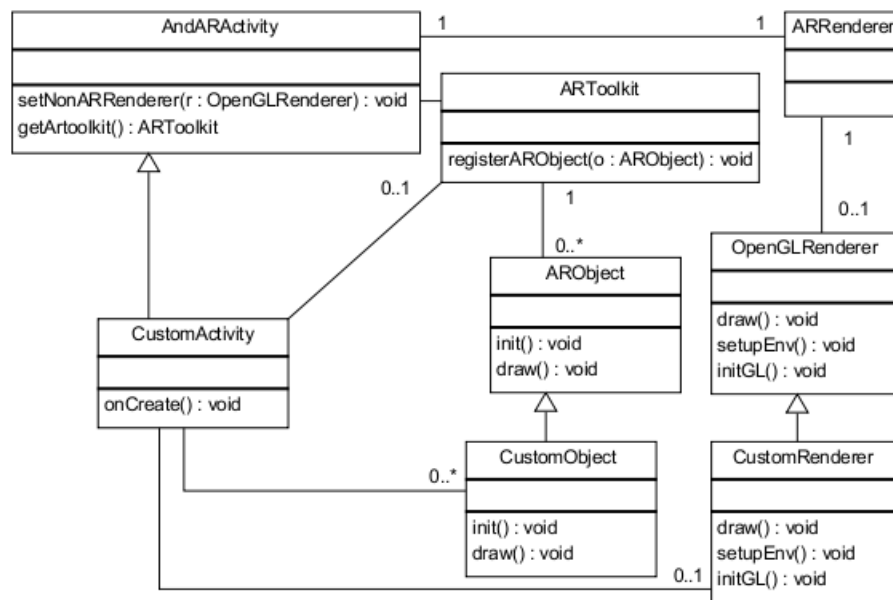 AndARActivity
1
1
ARRenderer
setNonARRenderer(r : OpenGLRenderer) : void
getArtoolkit() : ARToolkit
ARToolkit
registerARObject(o : ARObject) : void
0..1
1
0..*
1
0..1
ARObject
init() : void
draw() : void
OpenGLRenderer
draw() : void
setupEnv() : void
initGL() : void
CustomActivity
onCreate() : void
0..*
CustomObject
init() : void
draw() : void
0..1
CustomRenderer
draw() : void
setupEnv() : void
initGL() : void